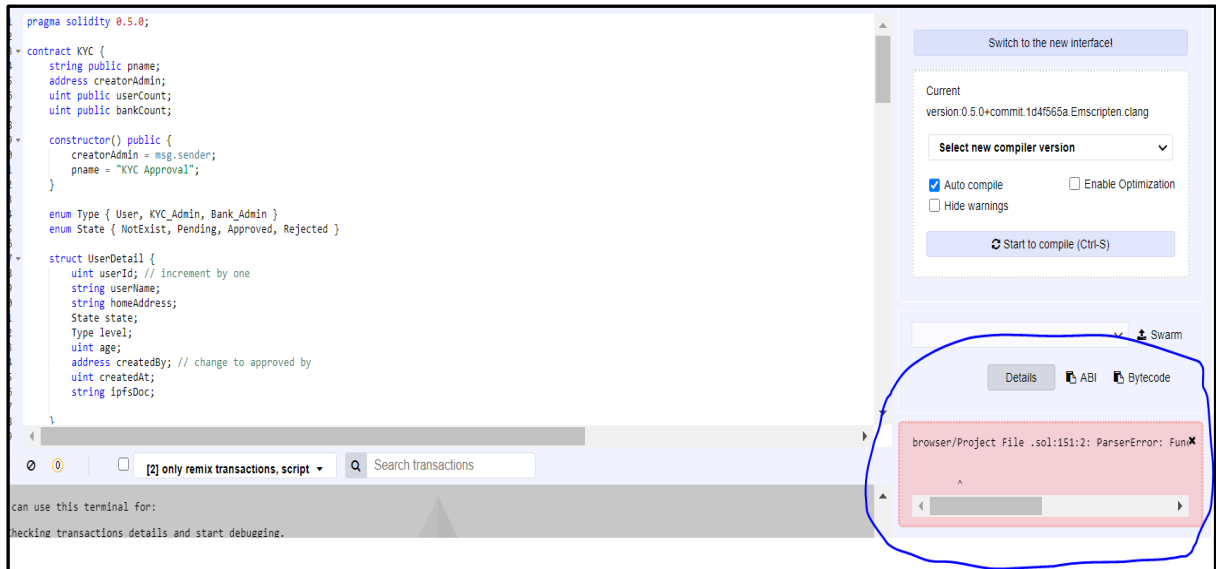 pragma solidity 0.5.0;
contract KYC {
string public pname;
address creatorAdmin;
uint public userCount;
uint public bankCount;
constructor() public {
creatorAdmin = msg.sender;
pname = "KYC Approval";
}
enum Type { User, KYC_Admin, Bank_Admin }
enum State { NotExist, Pending, Approved, Rejected }
struct UserDetail {
uint userId; // increment by one
string userName;
string homeAddress;
State state;
Type level;
uint age;
address createdBy; // change to approved by
uint createdAt;
string ipfsDoc;
}
0
[2] only remix transactions, script
Search transactions
can use this terminal for:
hecking transactions details and start debugging.
Switch to the new interface!
Current
version:0.5.0+commit.1d4f565a.Emscripten.clang
Select new compiler version
Auto compile
Enable Optimization
Hide warnings
Start to compile (Ctrl-S)
Swarm
Details
ABI
Bytecode
browser/Project File .sol:151:2: ParserError: Func
^